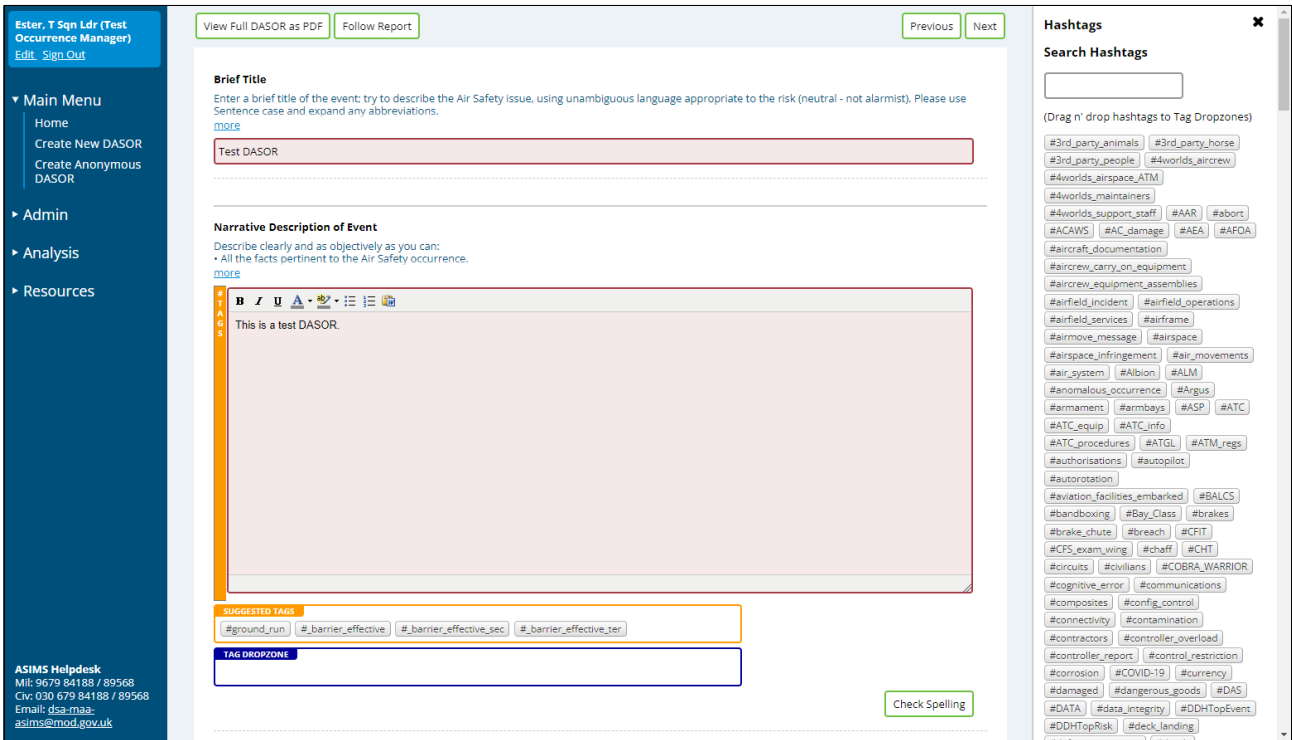 Ester, T Sqn Ldr (Test
Occurrence Manager)
Edit Sign Out
Main Menu
Home
Create New DASOR
Create Anonymous
DASOR
Admin
Analysis
Resources
ASIMS Helpdesk
Mil: 9679 84188 / 89568
Civ: 030 679 84188 / 89568
Email: dsa-maa-
asims@mod.gov.uk
View Full DASOR as PDF Follow Report Previous Next
Brief Title
Enter a brief title of the event; try to describe the Air Safety issue, using unambiguous language appropriate to the risk (neutral - not alarmist). Please use
Sentence case and expand any abbreviations.
more
Test DASOR
Narrative Description of Event
Describe clearly and as objectively as you can:
• All the facts pertinent to the Air Safety occurrence.
more
#TAGS
B I U A ab
This is a test DASOR.
SUGGESTED TAGS
#ground_run #_barrier_effective #_barrier_effective_sec #_barrier_effective_ter
TAG DROPZONE
Check Spelling
Hashtags
Search Hashtags
(Drag n' drop hashtags to Tag Dropzones)
#3rd_party_animals #3rd_party_horse
#3rd_party_people #4worlds_aircrew
#4worlds_airspace_ATM
#4worlds_maintainers
#4worlds_support_staff #AAR #abort
#ACAWS #AC_damage #AEA #AFOA
#aircraft_documentation
#aircrew_carry_on_equipment
#aircrew_equipment_assemblies
#airfield_incident #airfield_operations
#airfield_services #airframe
#airmove_message #airspace
#airspace_infringement #air_movements
#air_system #Albion #ALM
#anomalous_occurrence #Argus
#armament #armbays #ASP #ATC
#ATC_equip #ATC_info
#ATC_procedures #ATGL #ATM_regs
#authorisations #autopilot
#autorotation
#aviation_facilities_embarked #BALCS
#bandboxing #Bay_Class #brakes
#brake_chute #breach #CFIT
#CFS_exam_wing #chaff #CHT
#circuits #civilians #COBRA_WARRIOR
#cognitive_error #communications
#composites #config_control
#connectivity #contamination
#contractors #controller_overload
#controller_report #control_restriction
#corrosion #COVID-19 #currency
#damaged #dangerous_goods #DAS
#DATA #data_integrity #DDHTopEvent
#DDHTopRisk #deck_landing